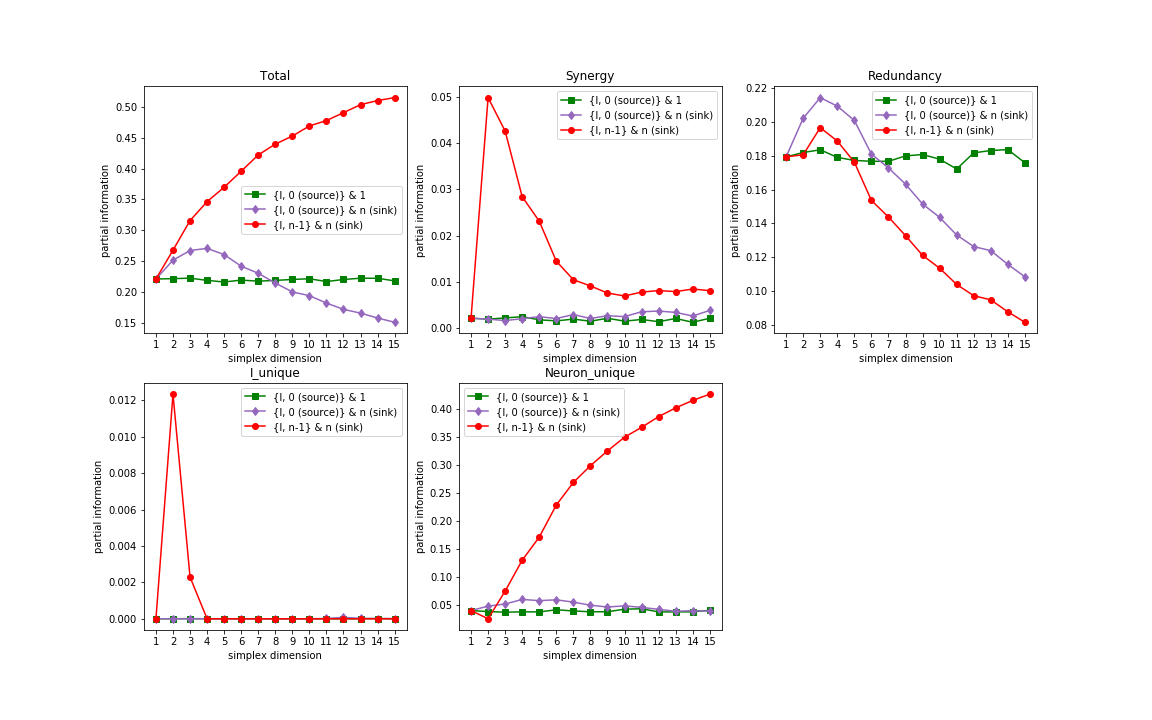 Total
partial information
0.50
0.45
0.40
0.35
0.30
0.25
0.20
0.15
{I, 0 (source)} & 1
{I, 0 (source)} & n (sink)
{I, n-1} & n (sink)
1 2 3 4 5 6 7 8 9 10 11 12 13 14 15
simplex dimension
Synergy
partial information
0.05
0.04
0.03
0.02
0.01
0.00
{I, 0 (source)} & 1
{I, 0 (source)} & n (sink)
{I, n-1} & n (sink)
1 2 3 4 5 6 7 8 9 10 11 12 13 14 15
simplex dimension
Redundancy
partial information
0.22
0.20
0.18
0.16
0.14
0.12
0.10
0.08
{I, 0 (source)} & 1
{I, 0 (source)} & n (sink)
{I, n-1} & n (sink)
1 2 3 4 5 6 7 8 9 10 11 12 13 14 15
simplex dimension
I_unique
partial information
0.012
0.010
0.008
0.006
0.004
0.002
0.000
{I, 0 (source)} & 1
{I, 0 (source)} & n (sink)
{I, n-1} & n (sink)
1 2 3 4 5 6 7 8 9 10 11 12 13 14 15
simplex dimension
Neuron_unique
partial information
0.40
0.35
0.30
0.25
0.20
0.15
0.10
0.05
{I, 0 (source)} & 1
{I, 0 (source)} & n (sink)
{I, n-1} & n (sink)
1 2 3 4 5 6 7 8 9 10 11 12 13 14 15
simplex dimension